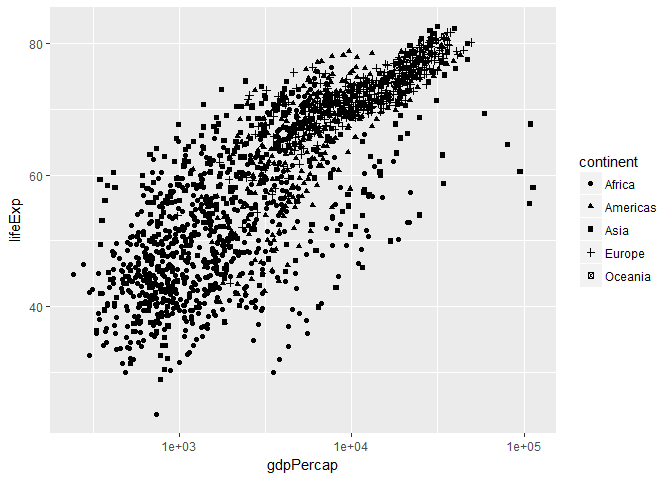 80
60
40
lifeExp
1e+03
1e+04
1e+05
gdpPercap
continent
Africa
Americas
Asia
Europe
Oceania